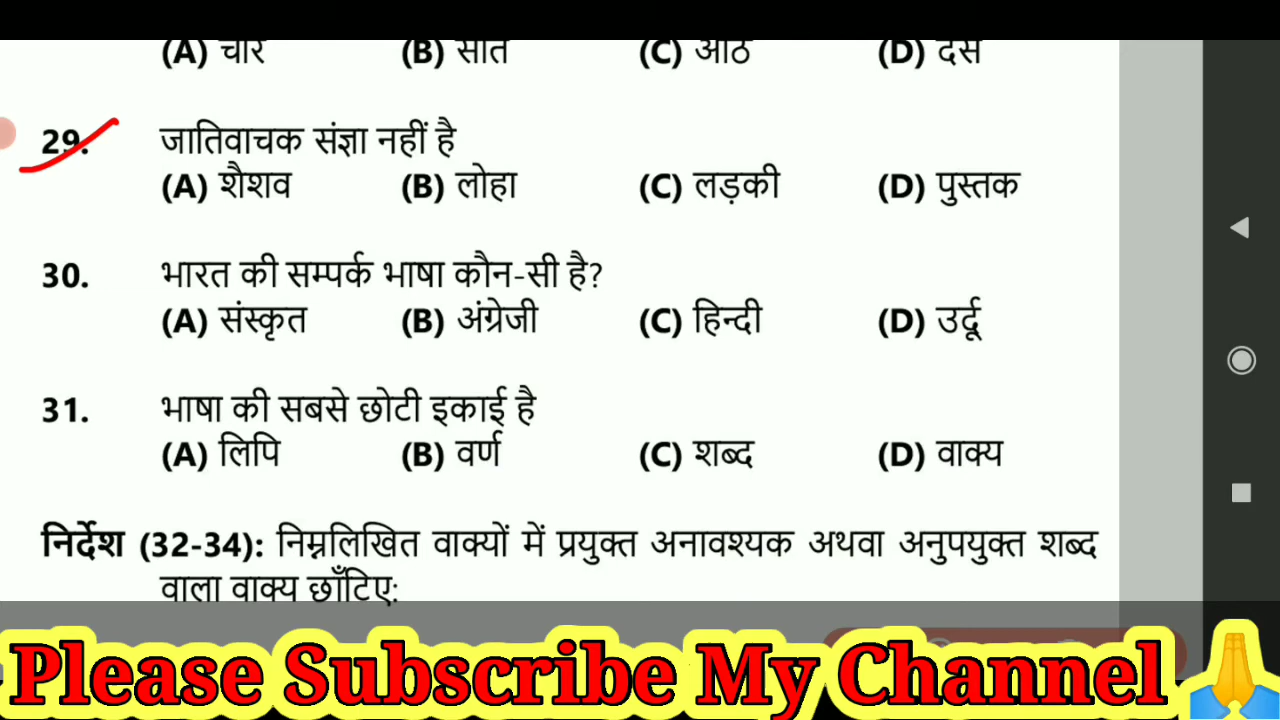 (A) चार (B) सात (C) आठ (D) दस
29. जातिवाचक संज्ञा नहीं है
(A) शैशव (B) लोहा (C) लड़की (D) पुस्तक
30. भारत की सम्पर्क भाषा कौन-सी है?
(A) संस्कृत (B) अंग्रेजी (C) हिन्दी (D) उर्दू
31. भाषा की सबसे छोटी इकाई है
(A) लिपि (B) वर्ण (C) शब्द (D) वाक्य
निर्देश (32-34): निम्नलिखित वाक्यों में प्रयुक्त अनावश्यक अथवा अनुपयुक्त शब्द
वाला वाक्य छाँटिए:
Please Subscribe My Channel